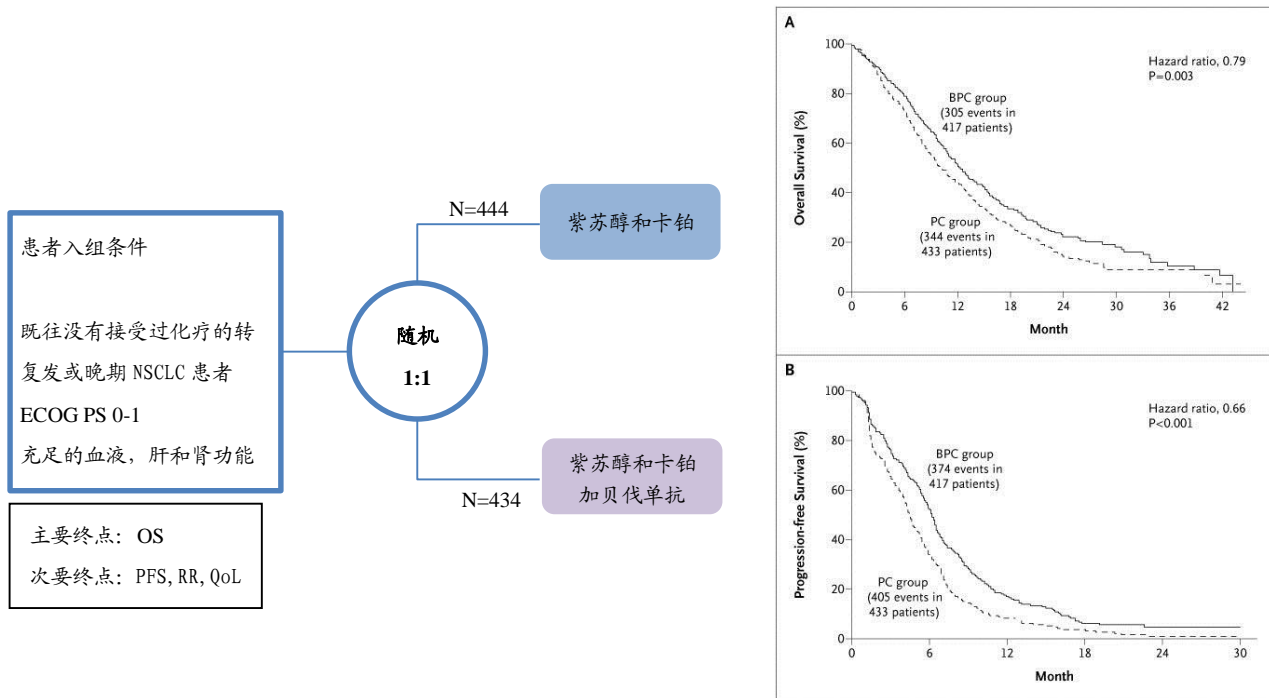 患者入组条件
既往没有接受过化疗的转
复发或晚期 NSCLC 患者
ECOG PS 0-1
充足的血液，肝和肾功能
主要终点：OS
次要终点：PFS, RR, QoL
随机
1:1
N=444
紫苏醇和卡铂
N=434
紫苏醇和卡铂
加贝伐单抗
A
Hazard ratio, 0.79
P=0.003
BPC group
(305 events in
417 patients)
PC group
(344 events in
433 patients)
Overall Survival (%)
100
80
60
40
20
0
0 6 12 18 24 30 36 42
Month
B
Hazard ratio, 0.66
P<0.001
BPC group
(374 events in
417 patients)
PC group
(405 events in
433 patients)
Progression-free Survival (%)
100
80
60
40
20
0
0 6 12 18 24 30
Month